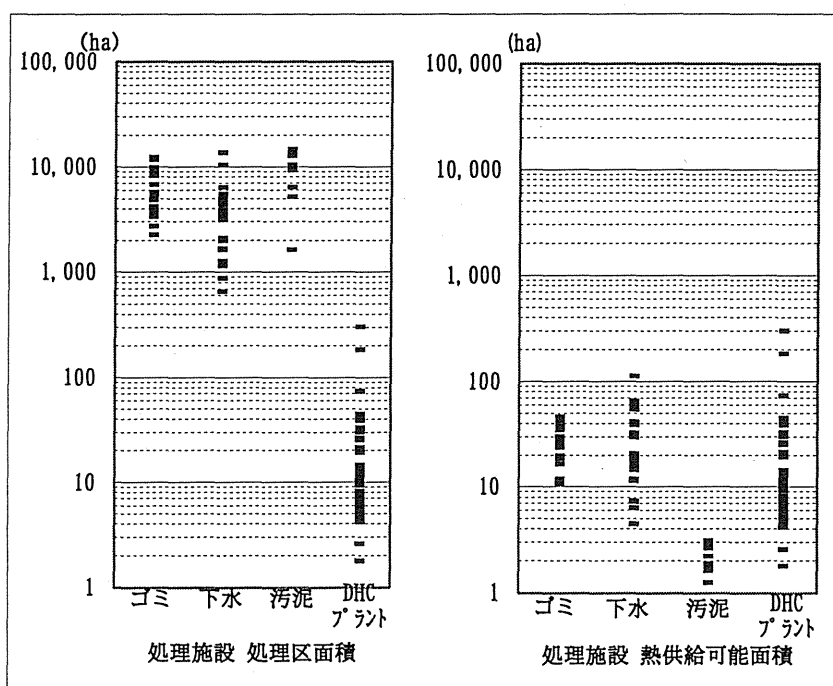 (ha)
100,000
10,000
1,000
100
10
1
ゴミ 下水 汚泥 DHC
プラント
処理施設 処理区面積
(ha)
100,000
10,000
1,000
100
10
1
ゴミ 下水 汚泥 DHC
プラント
処理施設 熱供給可能面積